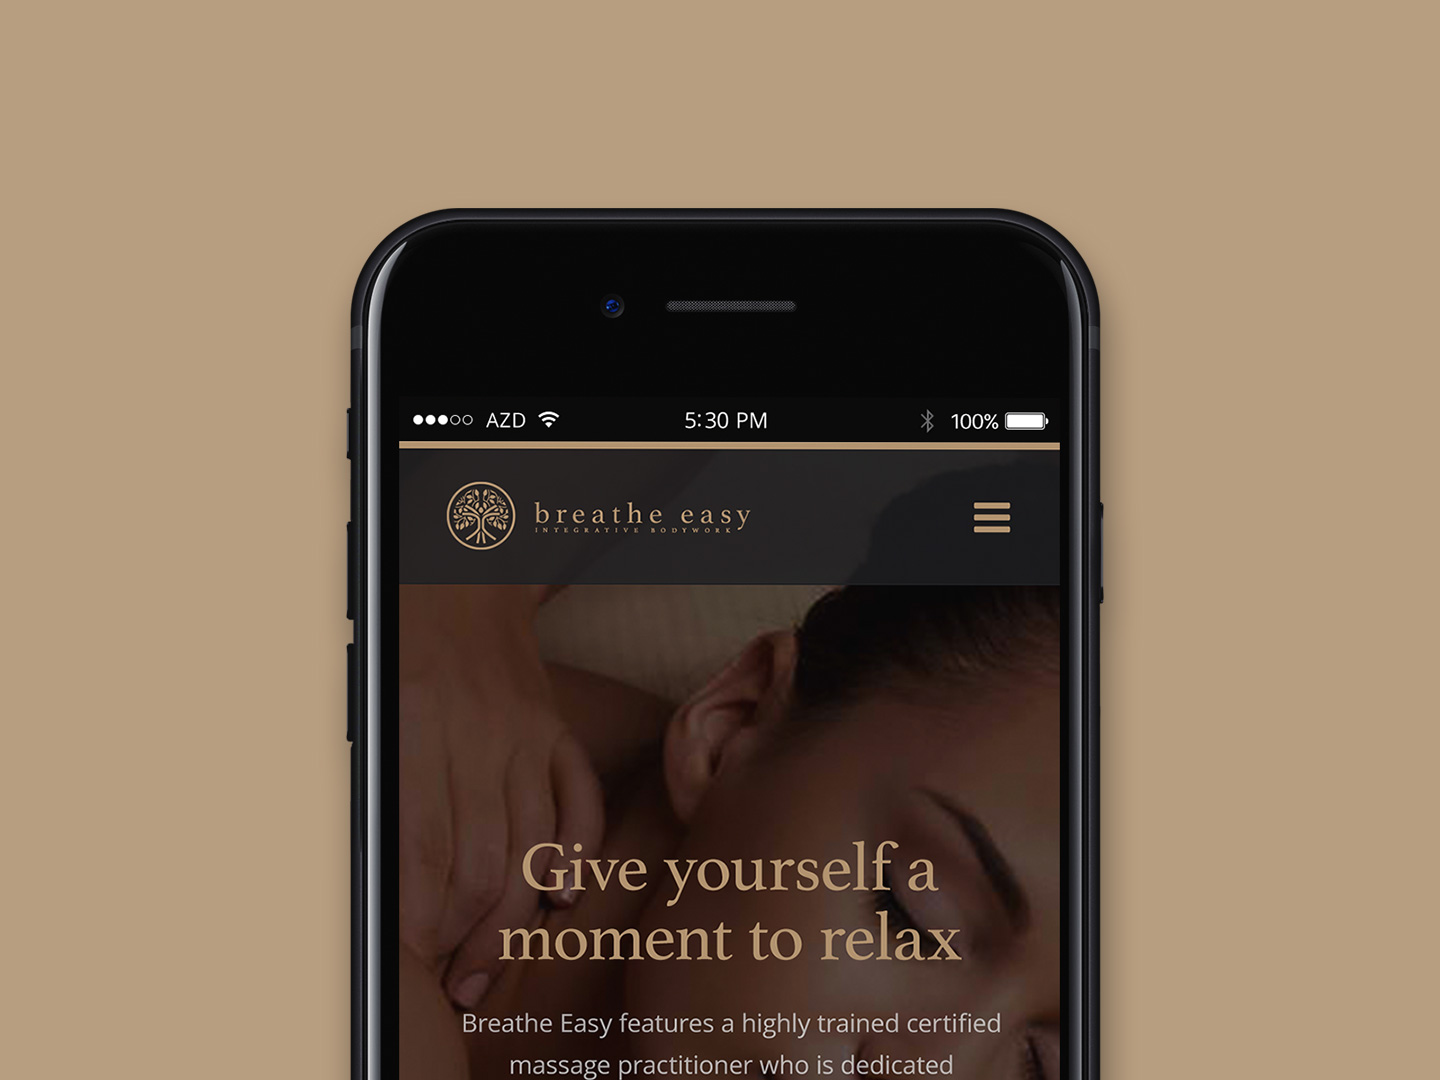 AZD 5:30 PM 100%
breathe easy
INTEGRATIVE BODYWORK
Give yourself a
moment to relax
Breathe Easy features a highly trained certified
massage practitioner who is dedicated